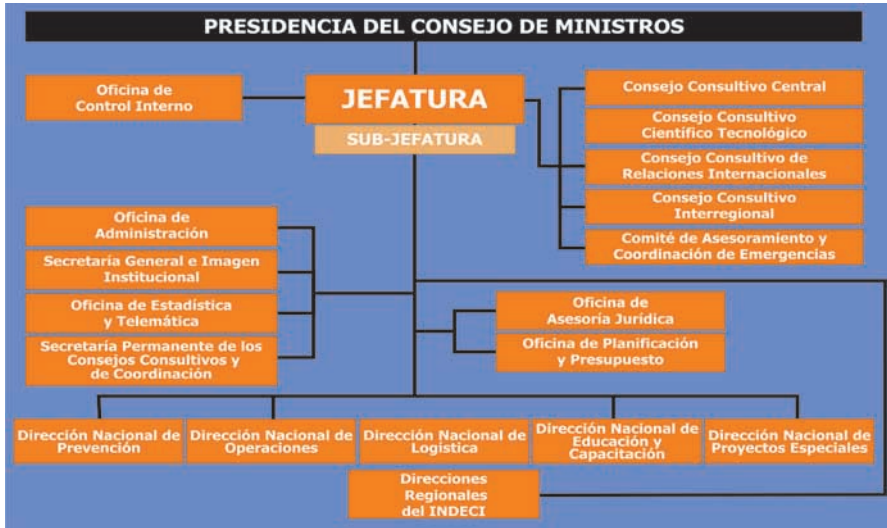 PRESIDENCIA DEL CONSEJO DE MINISTROS
Oficina de
Control Interno
JEFATURA
SUB-JEFATURA
Consejo Consultivo Central
Consejo Consultivo
Científico Tecnológico
Consejo Consultivo de
Relaciones Internacionales
Consejo Consultivo
Interregional
Comité de Asesoramiento y
Coordinación de Emergencias
Oficina de
Administración
Secretaría General e Imagen
Institucional
Oficina de Estadística
y Telemática
Secretaría Permanente de los
Consejos Consultivos y
de Coordinación
Oficina de
Asesoría Jurídica
Oficina de Planificación
y Presupuesto
Dirección Nacional de
Prevención
Dirección Nacional de
Operaciones
Dirección Nacional de
Logística
Dirección Nacional de
Educación y
Capacitación
Dirección Nacional de
Proyectos Especiales
Direcciones
Regionales
del INDECI